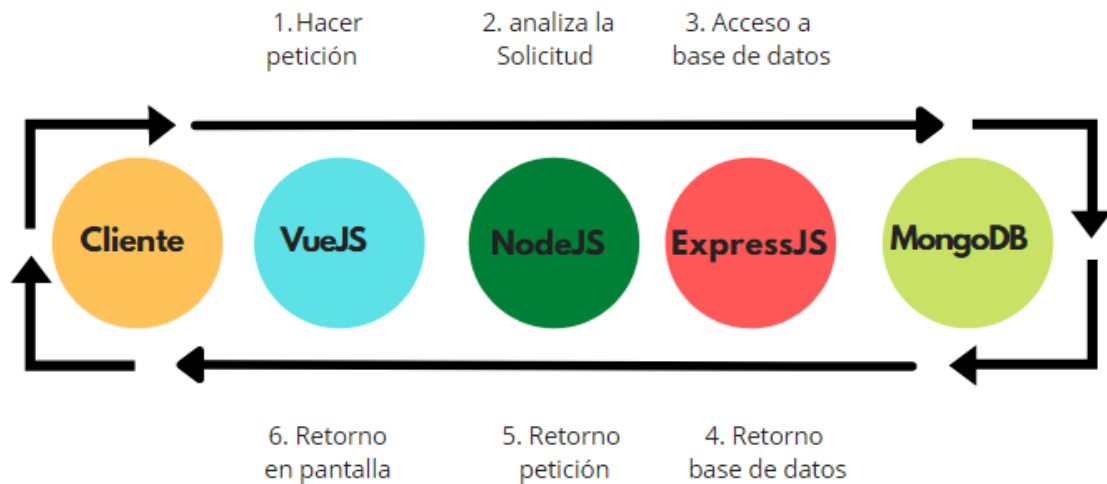 1. Hacer
petición
2. analiza la
Solicitud
3. Acceso a
base de datos
Cliente
VueJS
NodeJS
ExpressJS
MongoDB
6. Retorno
en pantalla
5. Retorno
petición
4. Retorno
base de datos